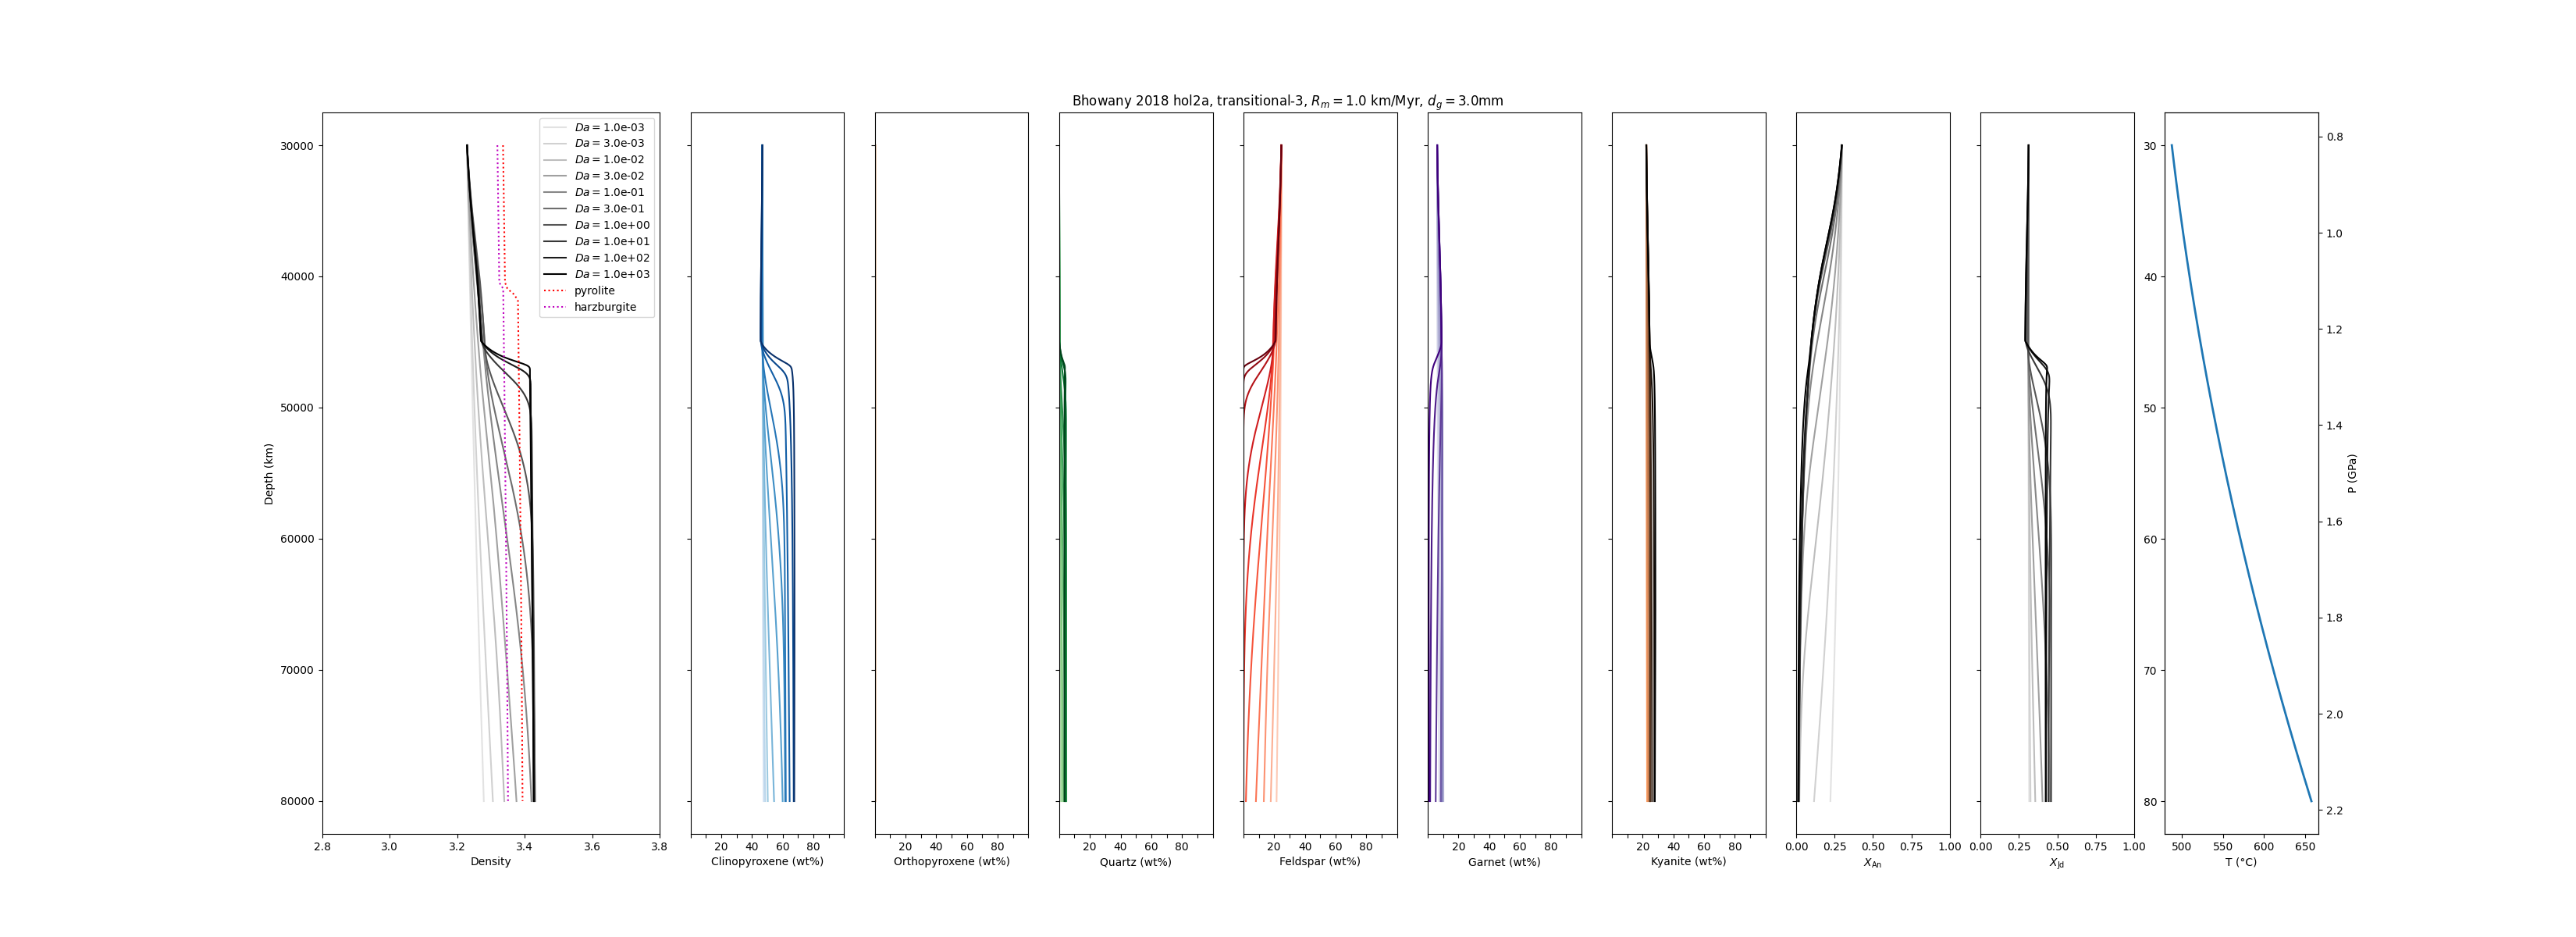 Bhowany 2018 hol2a, transitional-3, Rm = 1.0 km/Myr, dg = 3.0mm
Da = 1.0e-03
Da = 3.0e-03
Da = 1.0e-02
Da = 3.0e-02
Da = 1.0e-01
Da = 3.0e-01
Da = 1.0e+00
Da = 1.0e+01
Da = 1.0e+02
Da = 1.0e+03
pyrolite
harzburgite
Depth (km)
30000
40000
50000
60000
70000
80000
2.8 3.0 3.2 3.4 3.6 3.8
Density
20 40 60 80
Clinopyroxene (wt%)
20 40 60 80
Orthopyroxene (wt%)
20 40 60 80
Quartz (wt%)
20 40 60 80
Feldspar (wt%)
20 40 60 80
Garnet (wt%)
20 40 60 80
Kyanite (wt%)
0.00 0.25 0.50 0.75 1.00
XAn
0.00 0.25 0.50 0.75 1.00
XJd
30
40
50
60
70
80
500 550 600 650
T (°C)
0.8
1.0
1.2
1.4
1.6
1.8
2.0
2.2
P (GPa)